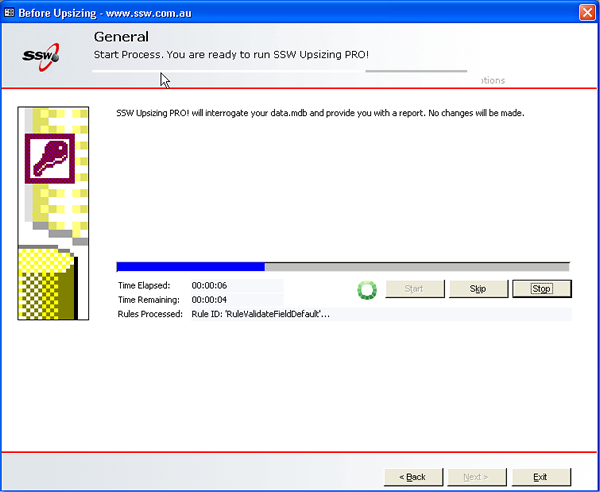 Before Upsizing - www.ssw.com.au
General
Start Process. You are ready to run SSW Upsizing PRO!
SSW
SSW Upsizing PRO! will interrogate your data.mdb and provide you with a report. No changes will be made.
Time Elapsed: 00:00:06
Time Remaining: 00:00:04
Start Skip Stop
Rules Processed: Rule ID: 'RuleValidateFieldDefault'...
< Back Next > Exit